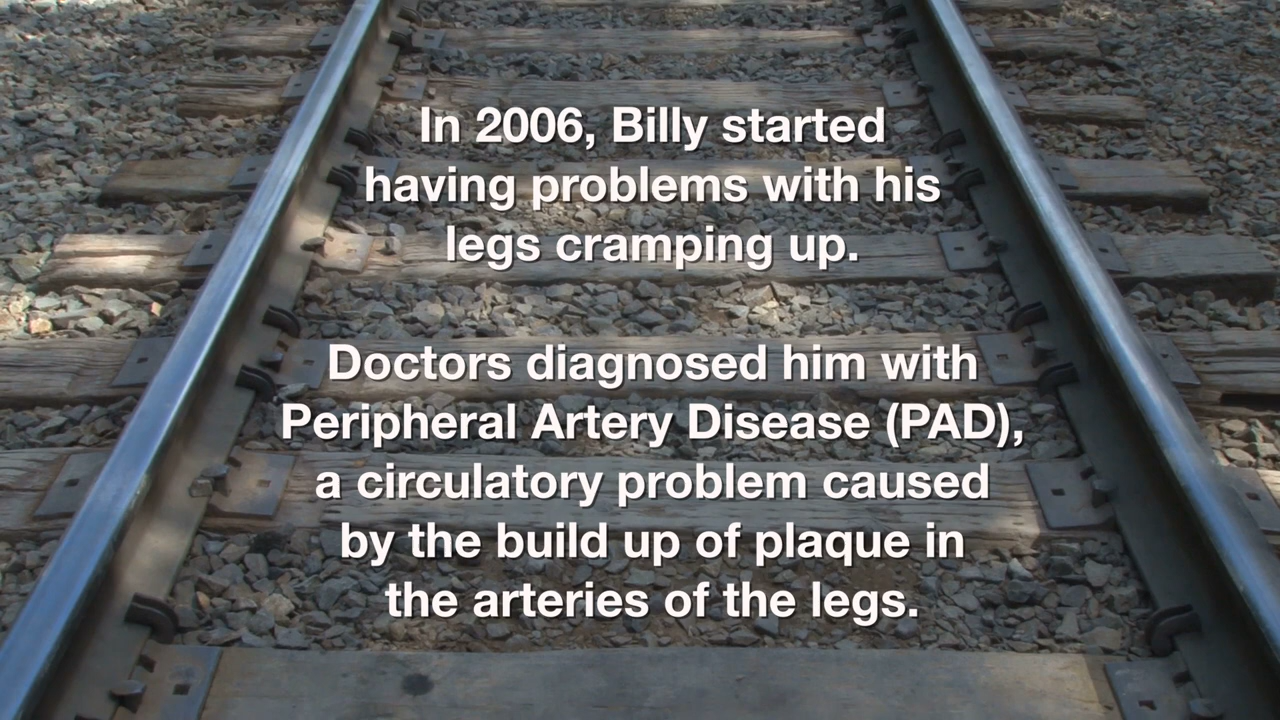 In 2006, Billy started
having problems with his
legs cramping up.
Doctors diagnosed him with
Peripheral Artery Disease (PAD),
a circulatory problem caused
by the build up of plaque in
the arteries of the legs.